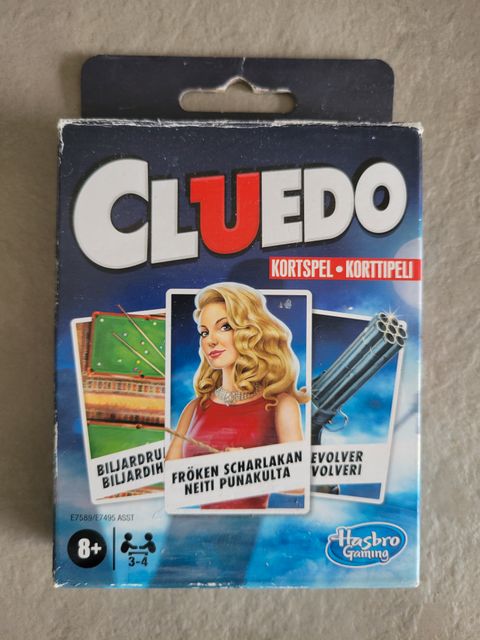 CLUEDO
KORTSPEL • KORTTIPELI
BILJARDRU
BILJARDIH
FRÖKEN SCHARLAKAN
NEITI PUNAKULTA
EVOLVER
VOLVERI
E7589/E7495 ASST
8+
3-4
Hasbro
Gaming